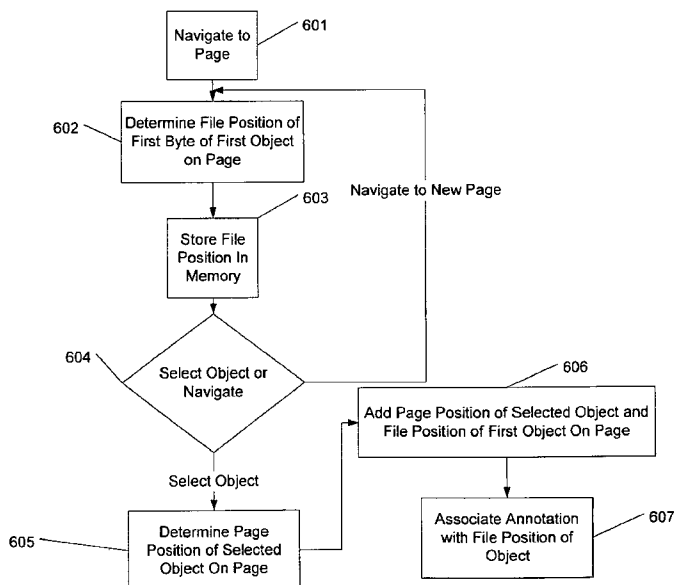 601
Navigate to
Page
602
Determine File Position of
First Byte of First Object
on Page
Navigate to New Page
603
Store File
Position In
Memory
604
Select Object or
Navigate
606
Add Page Position of Selected Object and
File Position of First Object On Page
Select Object
605
Determine Page
Position of Selected
Object On Page
Associate Annotation
with File Position of
Object
607